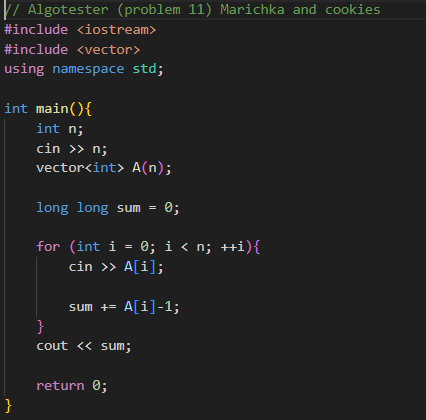 // Algotester (problem 11) Marichka and cookies
#include <iostream>
#include <vector>
using namespace std;
int main(){
int n;
cin >> n;
vector<int> A(n);
long long sum = 0;
for (int i = 0; i < n; ++i){
cin >> A[i];
sum += A[i]-1;
}
cout << sum;
return 0;
}